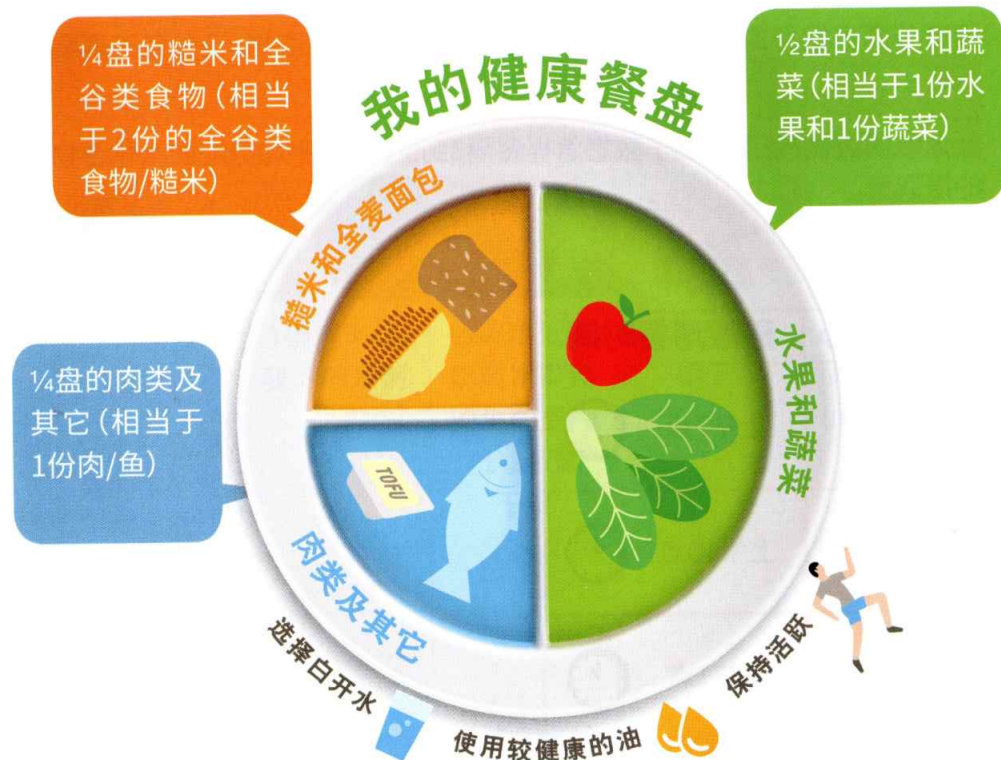 我的健康餐盘
¼盘的糙米和全
谷类食物(相当
于2份的全谷类
食物/糙米)
½盘的水果和蔬
菜(相当于1份水
果和1份蔬菜)
糙米和全麦面包
水果和蔬菜
¼盘的肉类及
其它(相当于
1份肉/鱼)
TOFU
肉类及其它
选择白开水
使用较健康的油
保持活跃